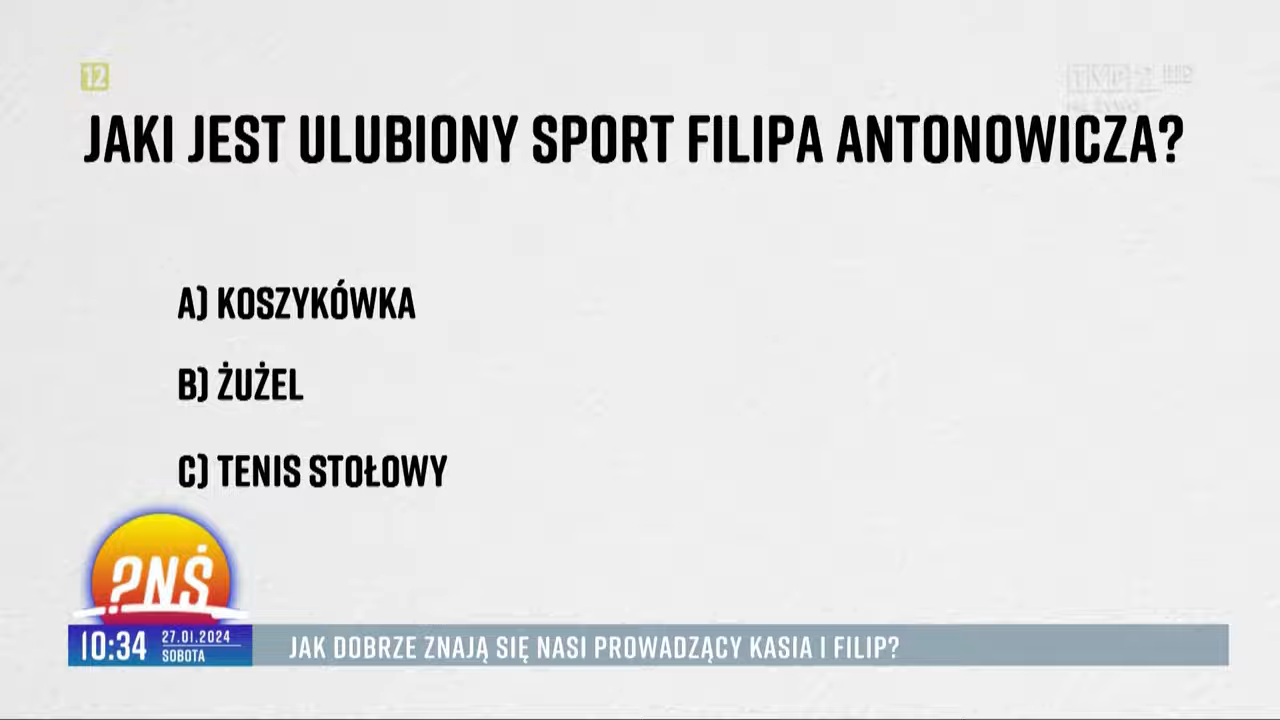 12
JAKI JEST ULUBIONY SPORT FILIPA ANTONOWICZA?
A) KOSZYKÓWKA
B) ŻUŻEL
C) TENIS STOŁOWY
?NŚ
10:34 27.01.2024
SOBOTA
JAK DOBRZE ZNAJĄ SIĘ NASI PROWADZĄCY KASIA I FILIP?